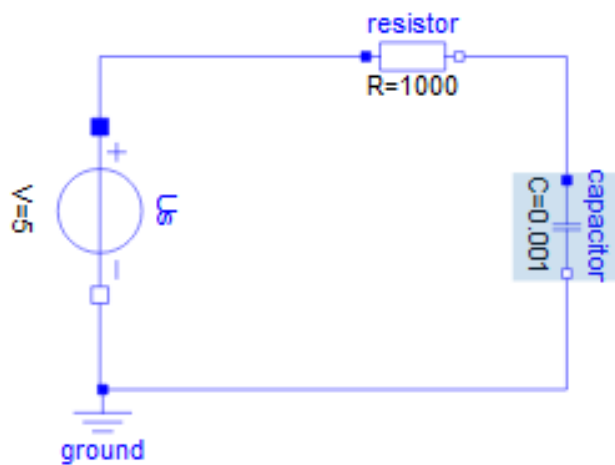 resistor
R=1000
+
Us
V=5
capacitor
C=0.001
−
ground